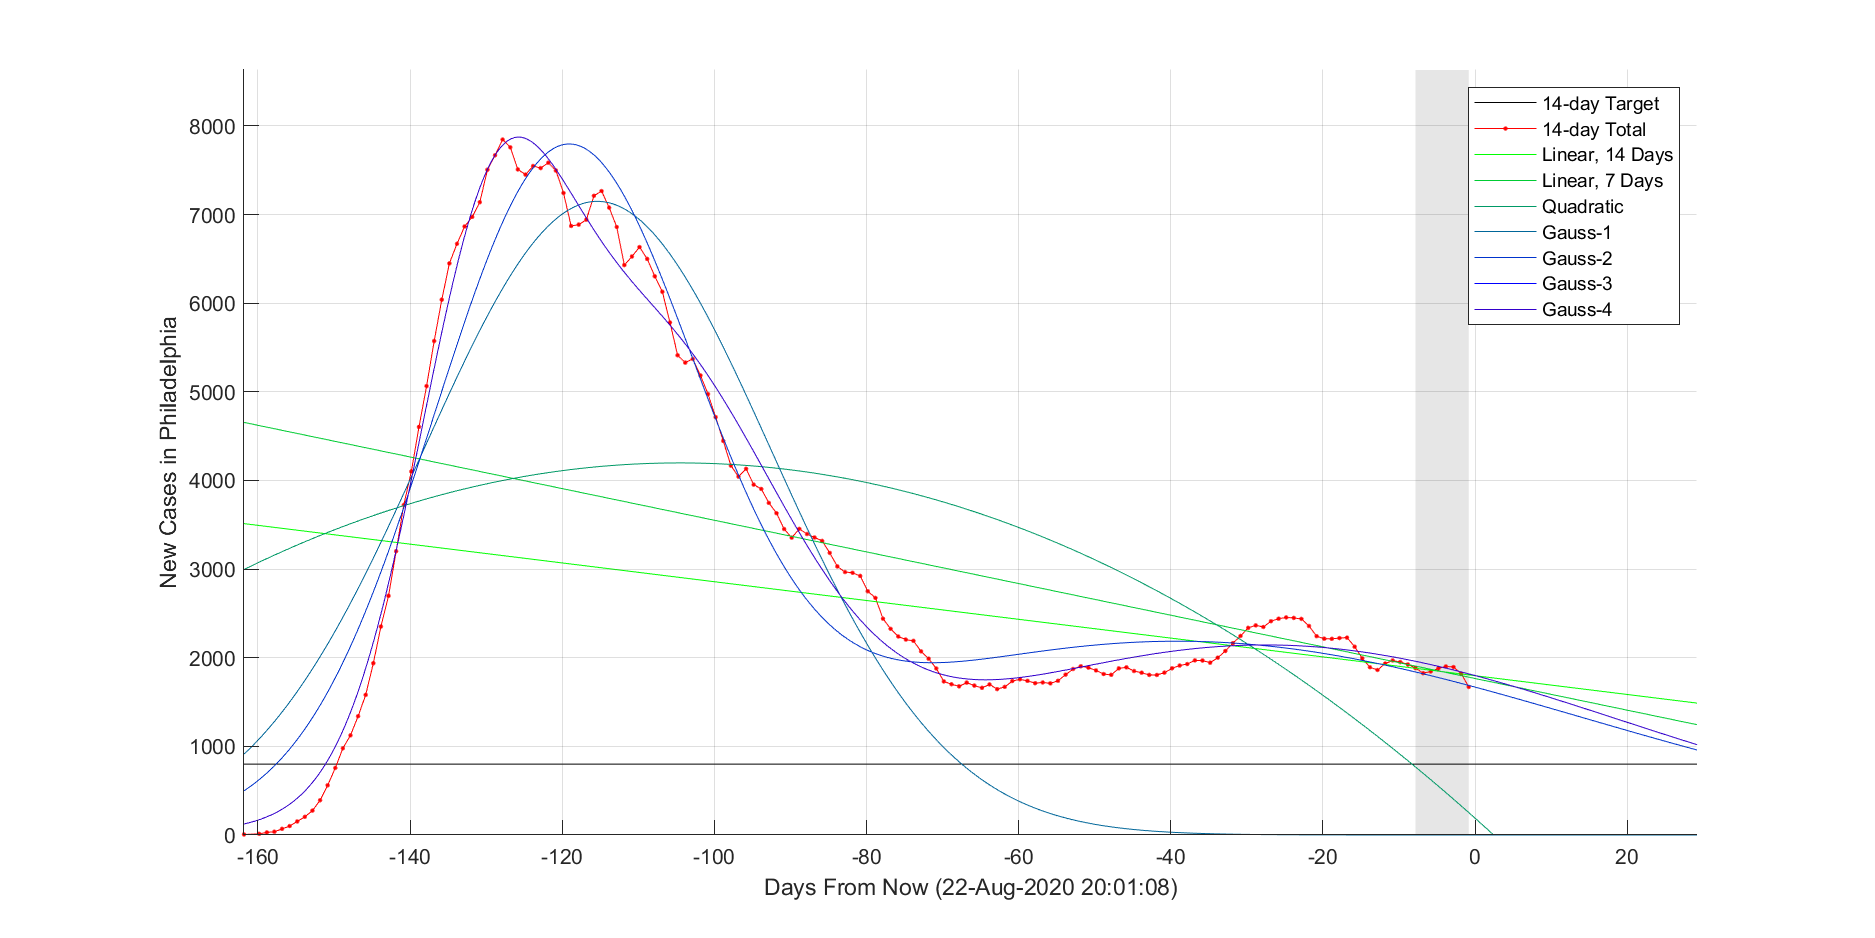 8000
7000
6000
5000
4000
3000
2000
1000
0
New Cases in Philadelphia
-160
-140
-120
-100
-80
-60
-40
-20
0
20
Days From Now (22-Aug-2020 20:01:08)
14-day Target
14-day Total
Linear, 14 Days
Linear, 7 Days
Quadratic
Gauss-1
Gauss-2
Gauss-3
Gauss-4